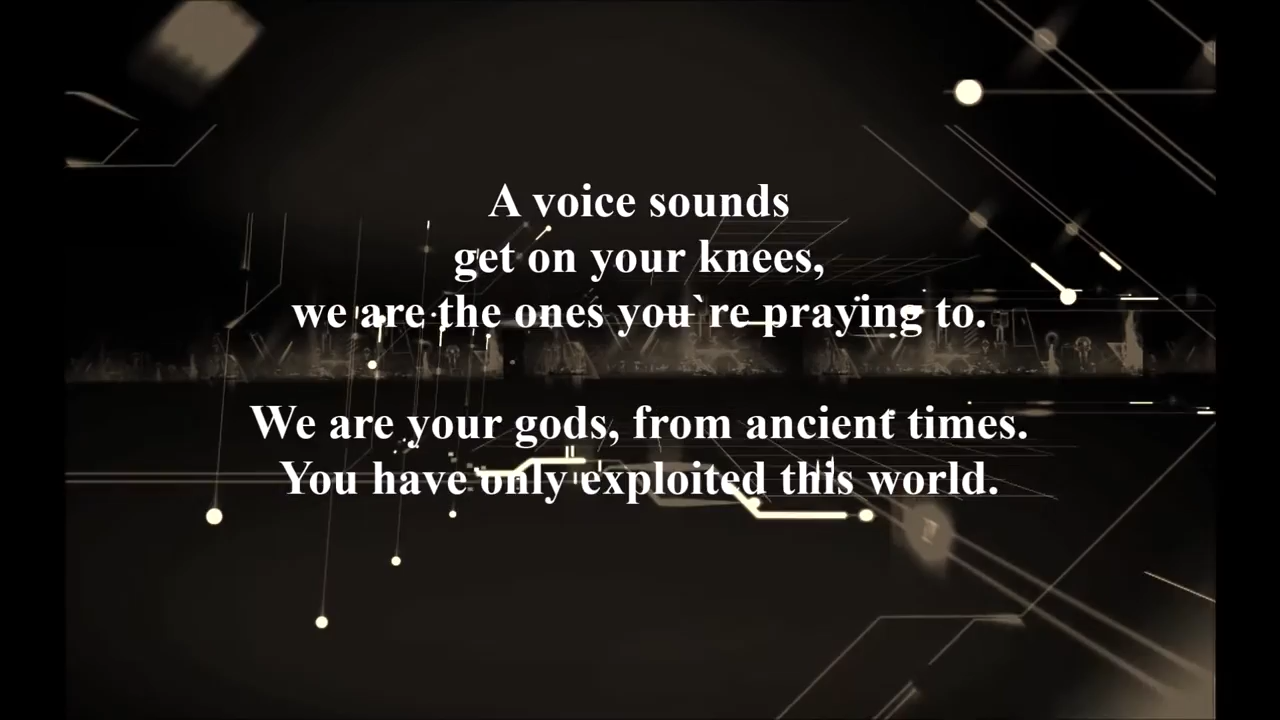 A voice sounds
get on your knees,
we are the ones you`re praying to.
We are your gods, from ancient times.
You have only exploited this world.